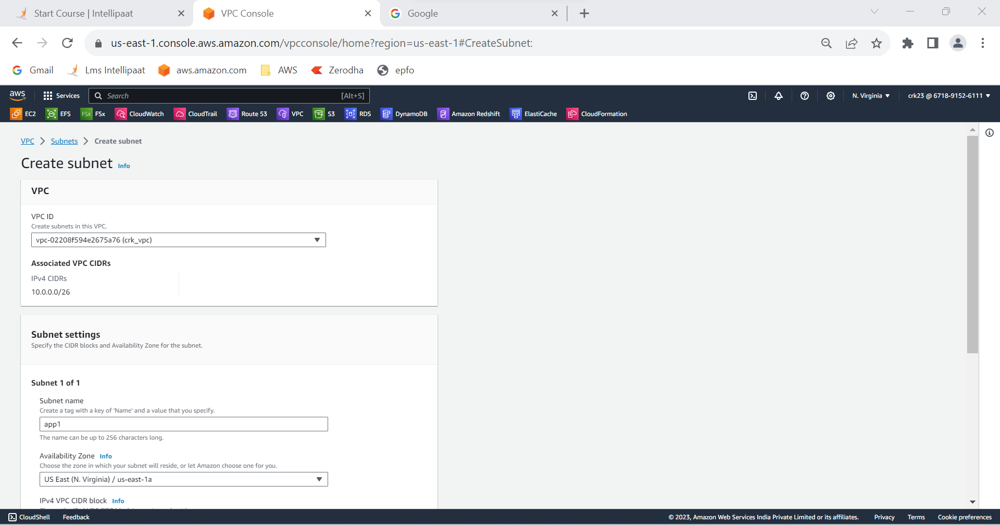 Start Course | Intellipaat
VPC Console
Google
us-east-1.console.aws.amazon.com/vpcconsole/home?region=us-east-1#CreateSubnet:
Gmail
Lms Intellipaat
aws.amazon.com
AWS
Zerodha
epfo
aws
Services
Search
[Alt+S]
N. Virginia
crk23 @ 6718-9152-6111
EC2
EFS
FSx
FSx
CloudWatch
CloudTrail
Route 53
VPC
S3
RDS
DynamoDB
Amazon Redshift
ElastiCache
CloudFormation
VPC
Subnets
Create subnet
Create subnet Info
VPC
VPC ID
Create subnets in this VPC.
vpc-02208f594e2675a76 (crk_vpc)
Associated VPC CIDRs
IPv4 CIDRs
10.0.0.0/26
Subnet settings
Specify the CIDR blocks and Availability Zone for the subnet.
Subnet 1 of 1
Subnet name
Create a tag with a key of 'Name' and a value that you specify.
app1
The name can be up to 256 characters long.
Availability Zone Info
Choose the zone in which your subnet will reside, or let Amazon choose one for you.
US East (N. Virginia) / us-east-1a
IPv4 VPC CIDR block Info
CloudShell
Feedback
© 2023, Amazon Web Services India Private Limited or its affiliates.
Privacy
Terms
Cookie preferences